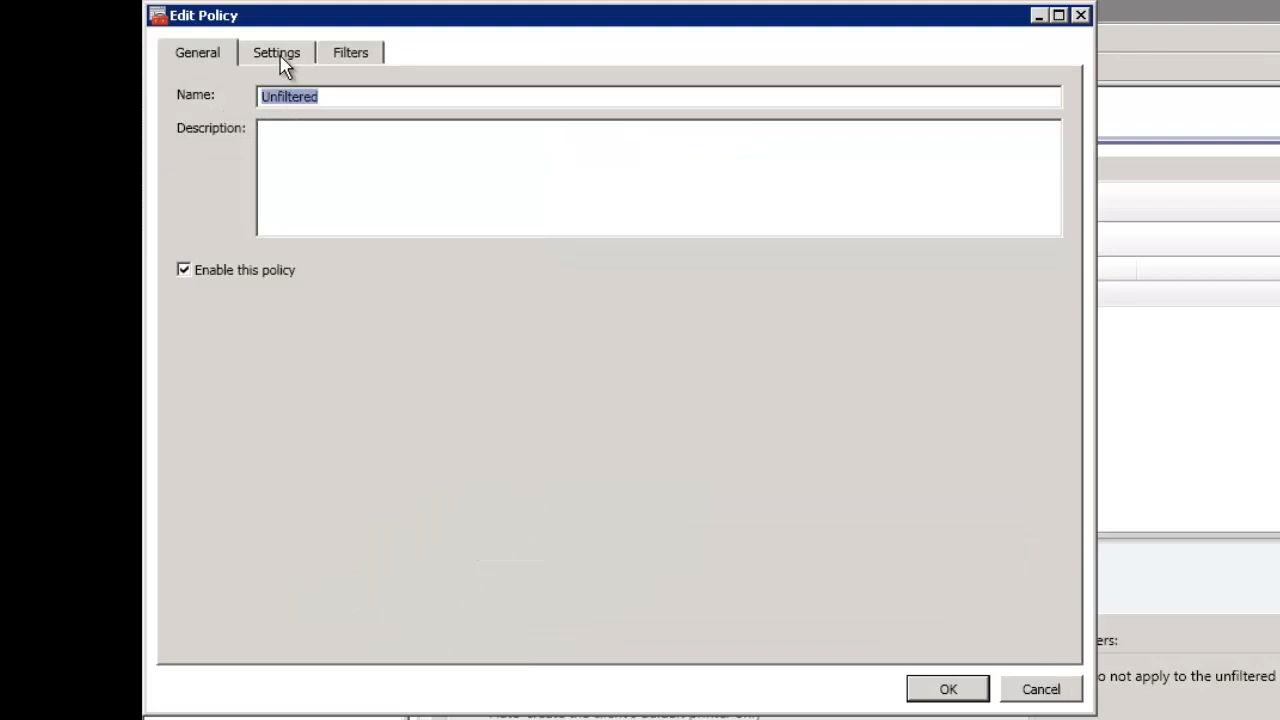 Edit Policy
General
Settings
Filters
Name:
Unfiltered
Description:
Enable this policy
ers:
o not apply to the unfiltered
OK
Cancel